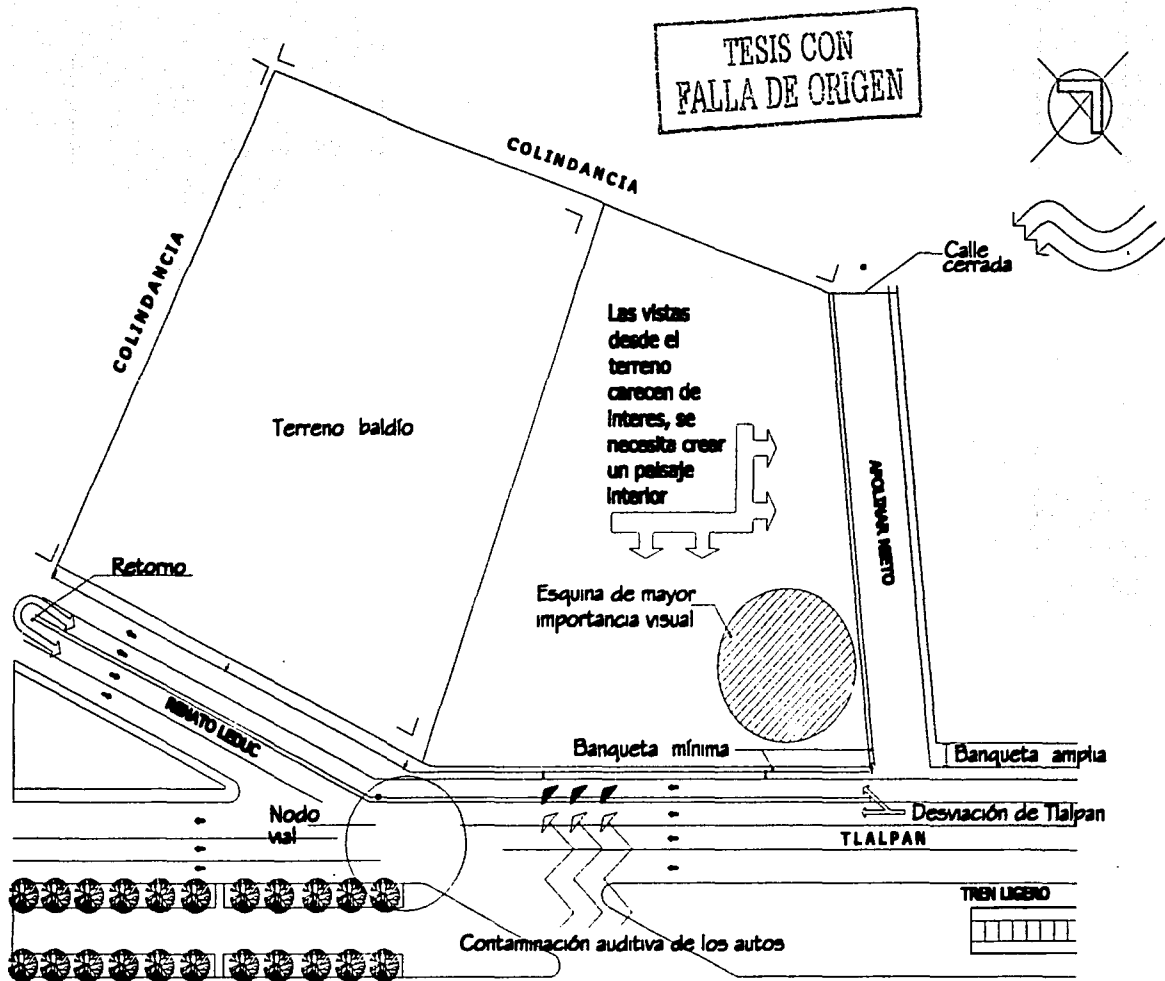 TESIS CON
FALLA DE ORIGEN
COLINDANCIA
COLINDANCIA
Calle
cerrada
Las vistas
desde el
terreno
carecen de
interes, se
necesita crear
un paisaje
interior
Terreno baldío
APOLINAR NIETO
Retorno
Esquina de mayor
importancia visual
RENATO LEDUC
Banqueta mínima
Banqueta amplia
Nodo
vial
Desviación de Tlalpan
TLALPAN
TREN LIGERO
Contaminación auditiva de los autos